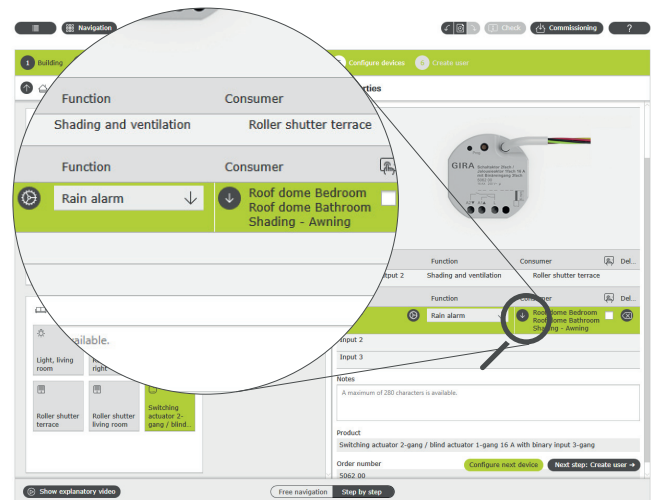 Navigation
Check
Commissioning
?
1 Building
Configure devices
Create user
Function Consumer
Shading and ventilation Roller shutter terrace
Function Consumer
Rain alarm
Roof dome Bedroom
Roof dome Bathroom
Shading - Awning
GIRA
Function Consumer Del...
Shading and ventilation Roller shutter terrace
Function Consumer Del...
Rain alarm
Roof dome Bedroom
Roof dome Bathroom
Shading - Awning
Input 2
Input 3
Notes
A maximum of 280 characters is available.
Product
Switching actuator 2-gang / blind actuator 1-gang 16 A with binary input 3-gang
Order number
5062 00
Configure next device
Next step: Create user
Light, living
room
right
Roller shutter
terrace
Roller shutter
living room
Switching
actuator 2-
gang / blind...
Show explanatory video
Free navigation Step by step